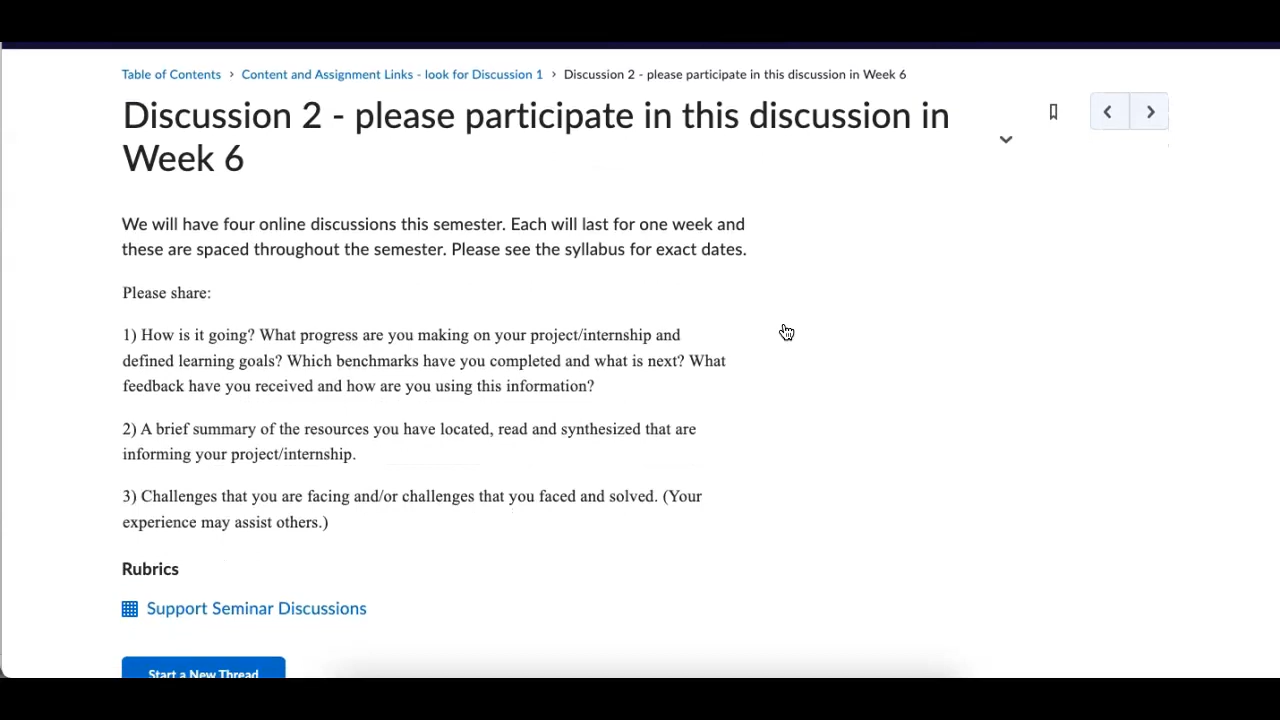 Table of Contents > Content and Assignment Links - look for Discussion 1 > Discussion 2 - please participate in this discussion in Week 6
Discussion 2 - please participate in this discussion in
Week 6
We will have four online discussions this semester. Each will last for one week and
these are spaced throughout the semester. Please see the syllabus for exact dates.
Please share:
1) How is it going? What progress are you making on your project/internship and
defined learning goals? Which benchmarks have you completed and what is next? What
feedback have you received and how are you using this information?
2) A brief summary of the resources you have located, read and synthesized that are
informing your project/internship.
3) Challenges that you are facing and/or challenges that you faced and solved. (Your
experience may assist others.)
Rubrics
Support Seminar Discussions
Start a New Thread